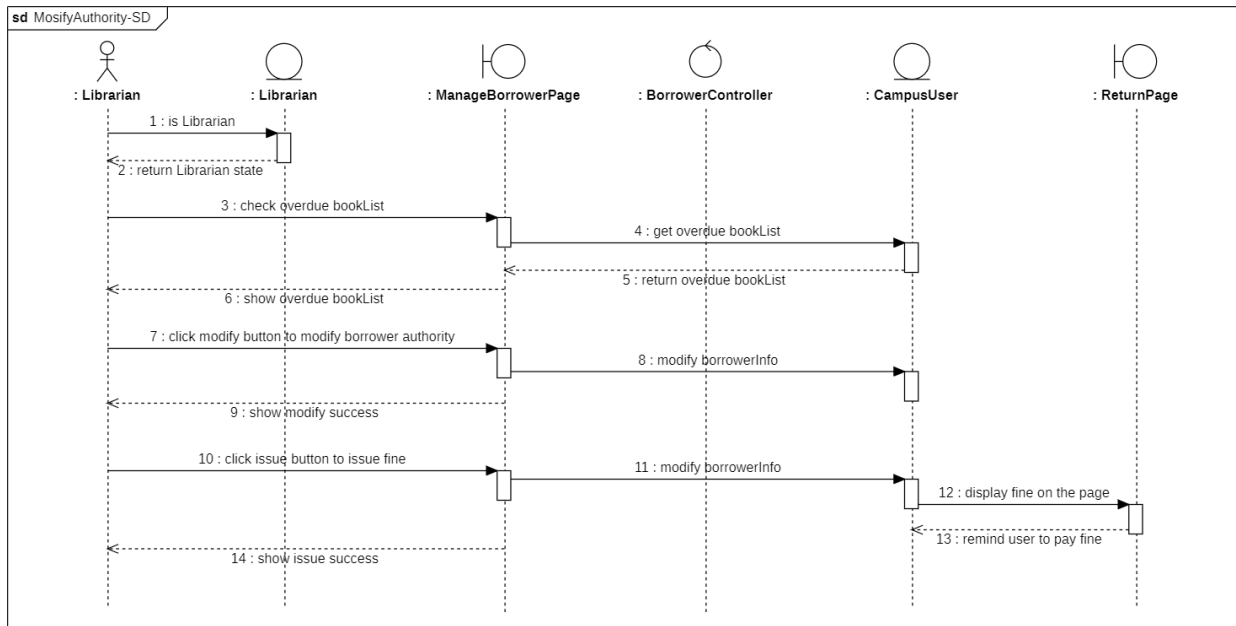 sd MosifyAuthority-SD
: Librarian
: Librarian
: ManageBorrowerPage
: BorrowerController
: CampusUser
: ReturnPage
1 : is Librarian
2 : return Librarian state
3 : check overdue bookList
4 : get overdue bookList
5 : return overdue bookList
6 : show overdue bookList
7 : click modify button to modify borrower authority
8 : modify borrowerInfo
9 : show modify success
10 : click issue button to issue fine
11 : modify borrowerInfo
12 : display fine on the page
13 : remind user to pay fine
14 : show issue success